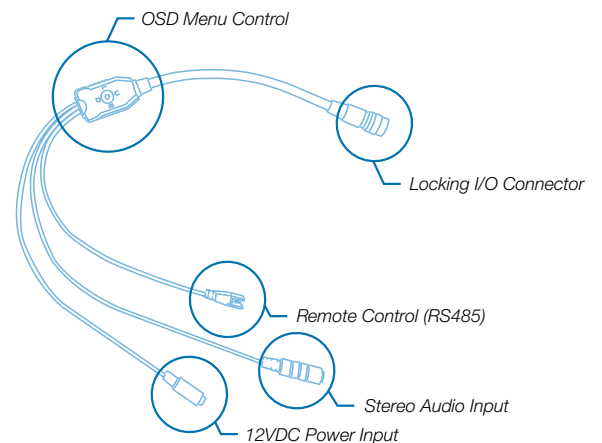 OSD Menu Control
Locking I/O Connector
Remote Control (RS485)
Stereo Audio Input
12VDC Power Input